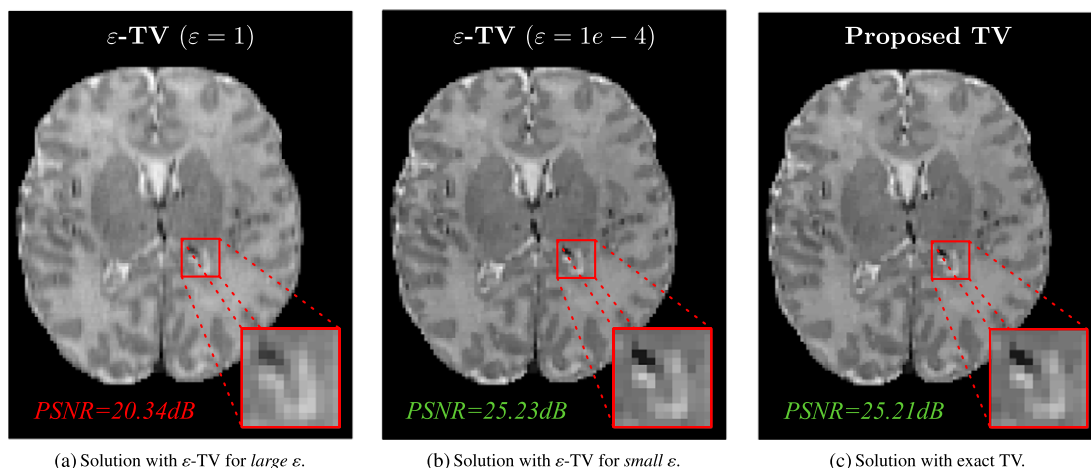 ε-TV (ε = 1)
ε-TV (ε = 1e − 4)
Proposed TV
PSNR=20.34dB
PSNR=25.23dB
PSNR=25.21dB
(a) Solution with ε-TV for large ε.
(b) Solution with ε-TV for small ε.
(c) Solution with exact TV.